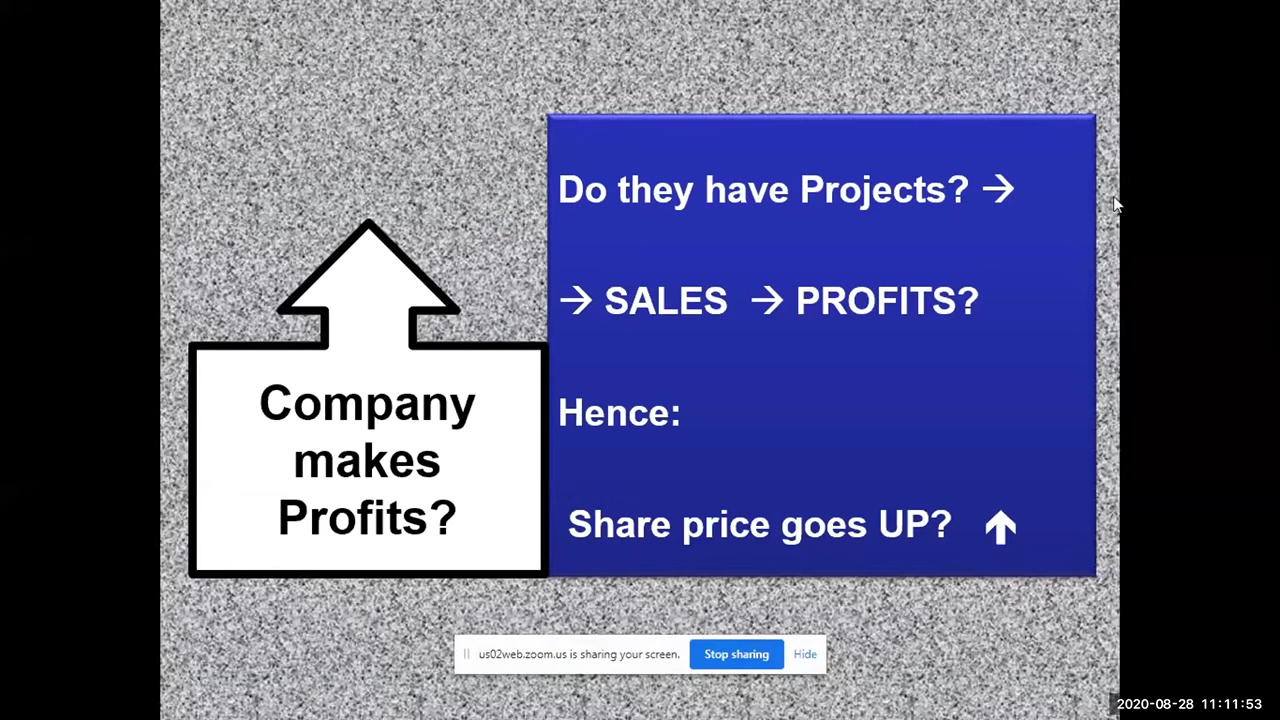 Do they have Projects? →
→ SALES → PROFITS?
Hence:
Share price goes UP? ↑
Company
makes
Profits?
us02web.zoom.us is sharing your screen.
Stop sharing
Hide
2020-08-28 11:11:53